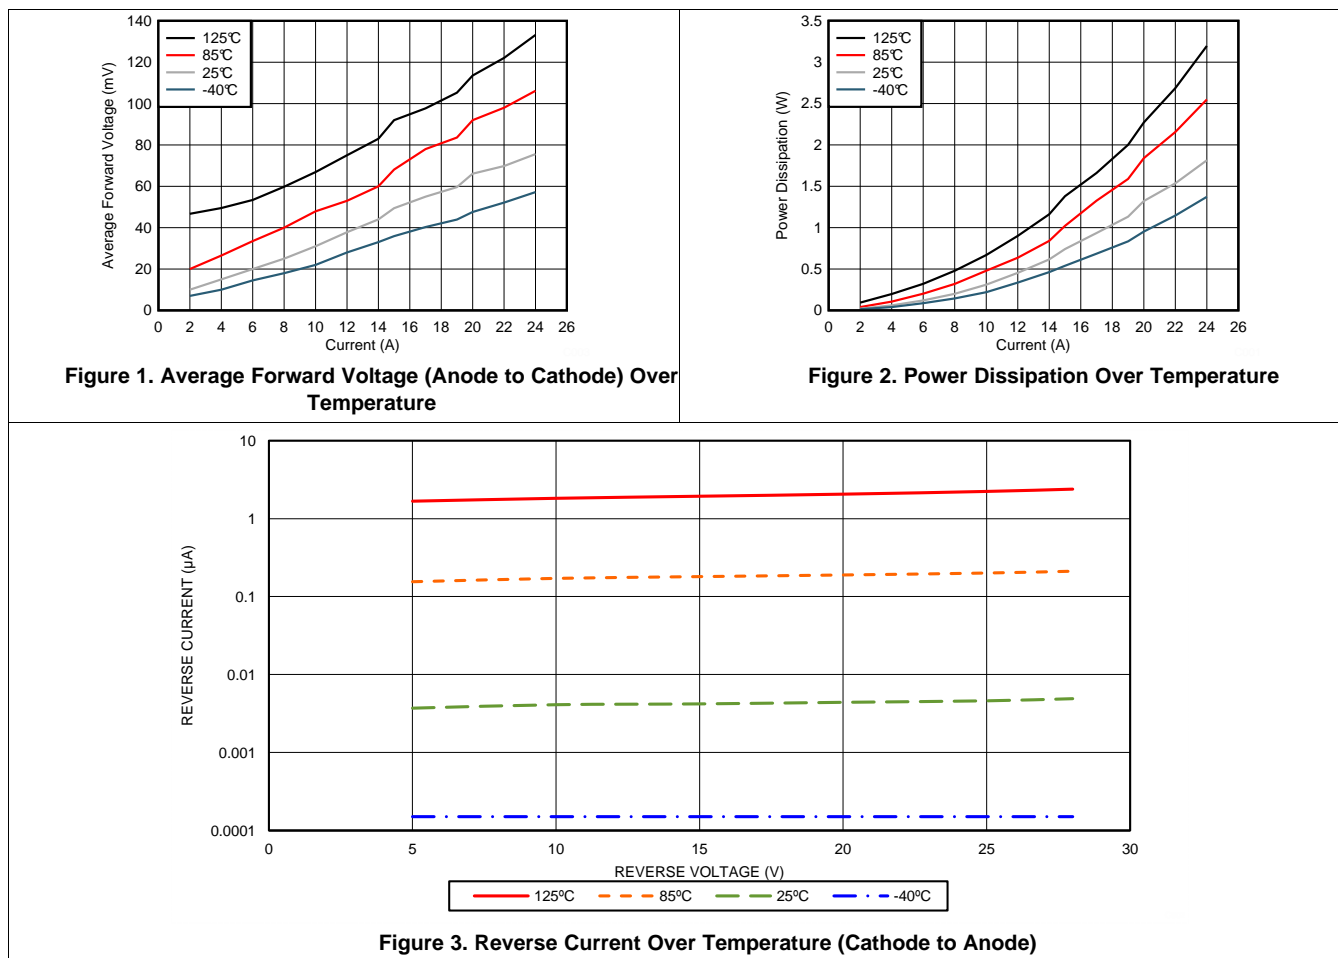 140
120
100
80
60
40
20
0
Average Forward Voltage (mV)
125°C
85°C
25°C
-40°C
0 2 4 6 8 10 12 14 16 18 20 22 24 26
Current (A)
Figure 1. Average Forward Voltage (Anode to Cathode) Over
Temperature
3.5
3
2.5
2
1.5
1
0.5
0
Power Dissipation (W)
125°C
85°C
25°C
-40°C
0 2 4 6 8 10 12 14 16 18 20 22 24 26
Current (A)
Figure 2. Power Dissipation Over Temperature
10
1
0.1
0.01
0.001
0.0001
REVERSE CURRENT (µA)
0 5 10 15 20 25 30
REVERSE VOLTAGE (V)
125ºC 85ºC 25ºC -40ºC
Figure 3. Reverse Current Over Temperature (Cathode to Anode)